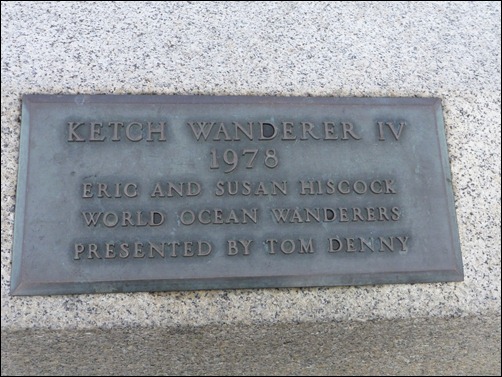 KETCH WANDERER IV
1978
ERIC AND SUSAN HISCOCK
WORLD OCEAN WANDERERS
PRESENTED BY TOM DENNY